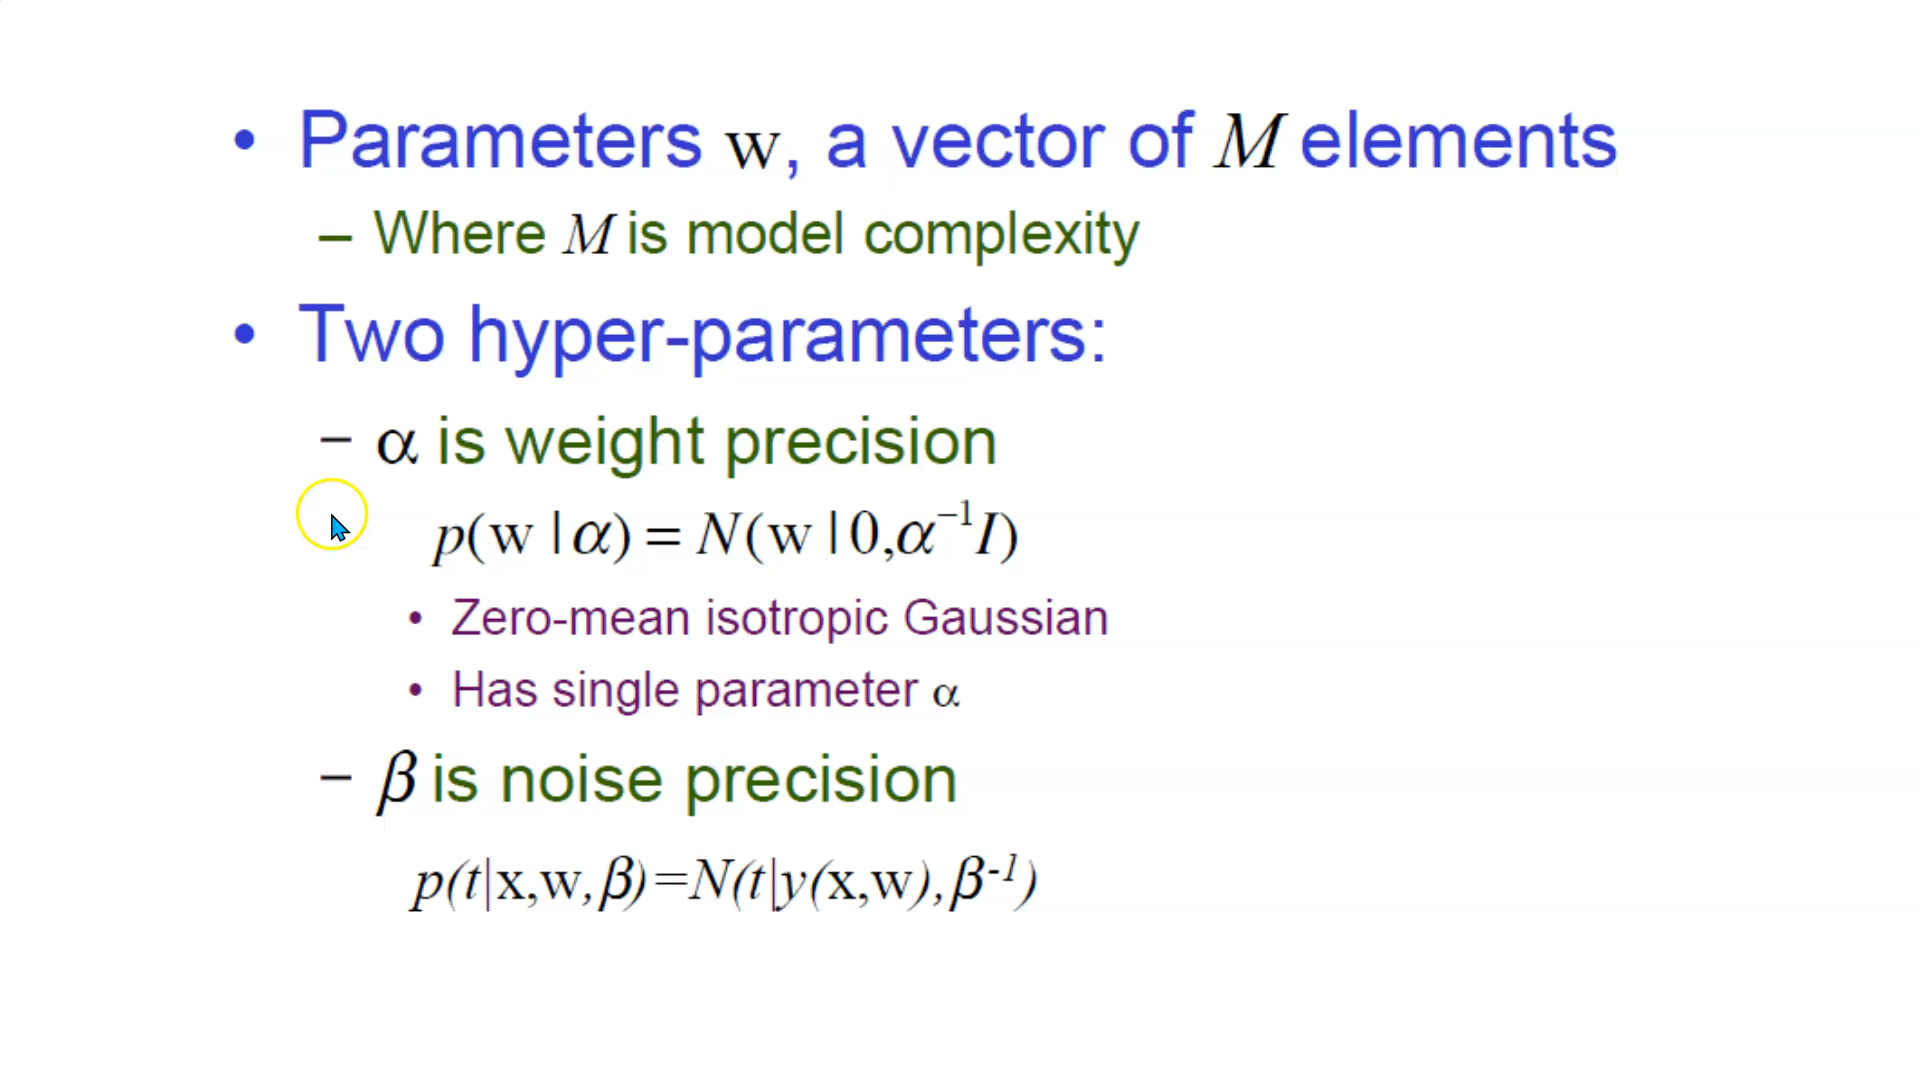 • Parameters w, a vector of M elements
– Where M is model complexity
• Two hyper-parameters:
– α is weight precision
p(w | α) = N(w | 0,α⁻¹I)
• Zero-mean isotropic Gaussian
• Has single parameter α
– β is noise precision
p(t|x,w,β)=N(t|y(x,w),β⁻¹)